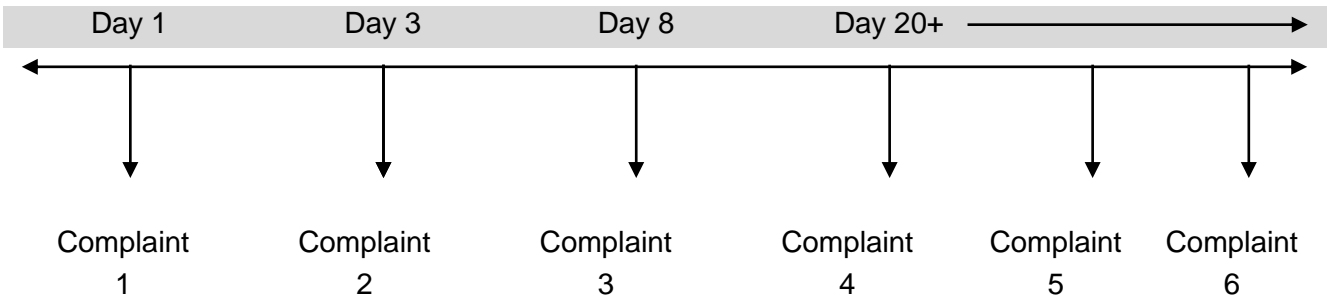 Day 1 Day 3 Day 8 Day 20+
Complaint Complaint Complaint Complaint Complaint Complaint
1 2 3 4 5 6